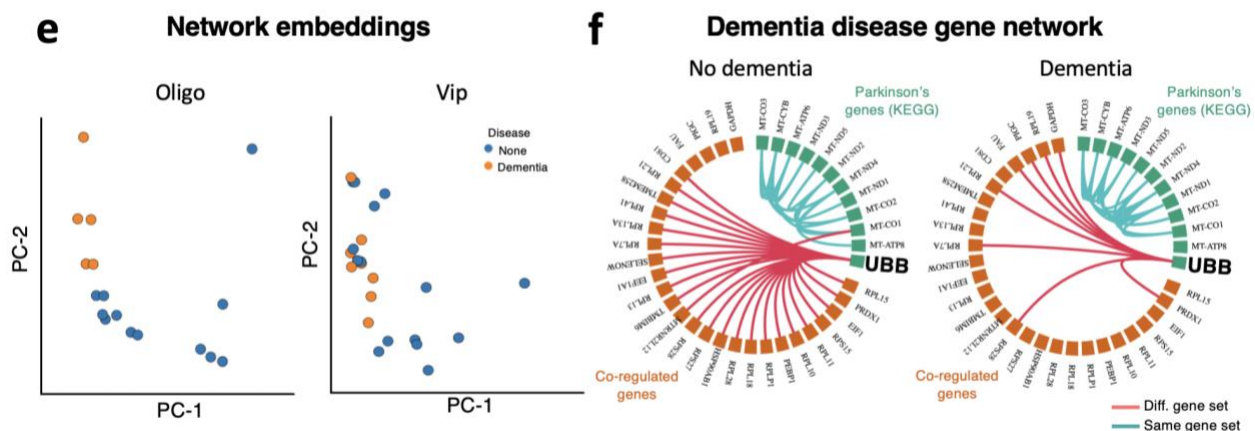 e Network embeddings
Oligo
Vip
Disease
None
Dementia
PC-2
PC-1
PC-2
PC-1
f Dementia disease gene network
No dementia
Parkinson's
genes (KEGG)
MT-CO3
MT-CYB
MT-ATP6
MT-ND3
MT-ND5
MT-ND2
MT-ND4
MT-ND1
MT-CO2
MT-CO1
MT-ATP8
UBB
RPL15
PRDX1
EIF1
RPS15
RPL11
RPL10
PEBP1
RPLP1
RPL18
RPL28
HSP90AB1
RPS27
RPS28
MTRNR2L12
TMBIM6
RPL13
EEF1A1
SELENOW
RPL7A
RPL13A
RPL41
TMEM258
RPL21
CD81
FAU
RPL19
GAPDH
Co-regulated
genes
Dementia
Parkinson's
genes (KEGG)
MT-CO3
MT-CYB
MT-ATP6
MT-ND3
MT-ND5
MT-ND2
MT-ND4
MT-ND1
MT-CO2
MT-CO1
MT-ATP8
UBB
RPL15
PRDX1
EIF1
RPS15
RPL11
RPL10
PEBP1
RPLP1
RPL18
RPL28
HSP90AB1
RPS27
RPS28
MTRNR2L12
TMBIM6
RPL13
EEF1A1
SELENOW
RPL7A
RPL13A
RPL41
TMEM258
RPL21
CD81
FAU
RPL19
GAPDH
Co-regulated
genes
Diff. gene set
Same gene set